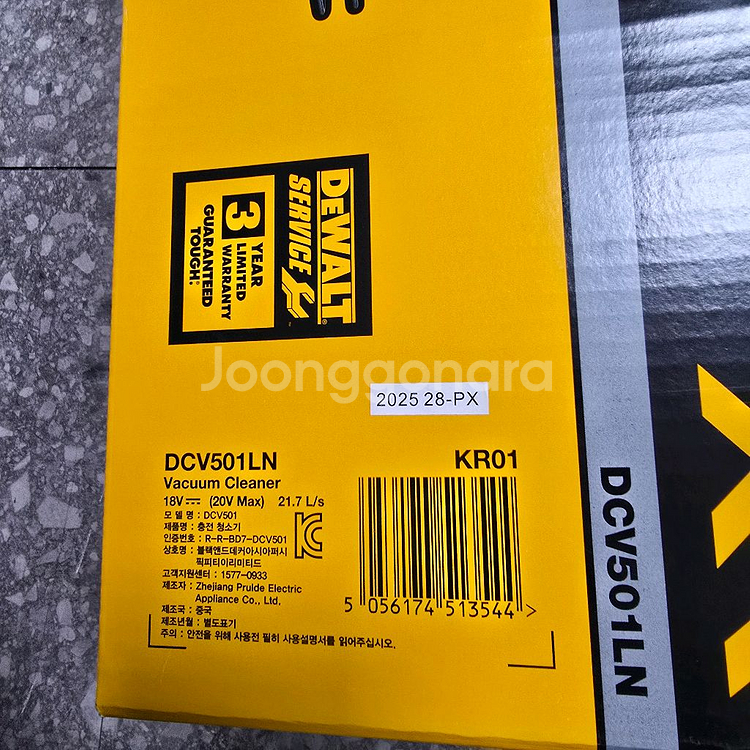 DEWALT
SERVICE
3 YEAR
LIMITED
WARRANTY
GUARANTEED
TOUGH.
Joonggonara
2025 28-PX
DCV501LN
KR01
Vacuum Cleaner
18V (20V Max) 21.7 L/s
모 델 명 : DCV501
제품명 : 충전 청소기
인증번호 : R-R-BD7-DCV501
상호명 : 블랙앤드데커아시아퍼시
픽피티이리미티드
고객지원센터 : 1577-0933
제조자 : Zhejiang Prulde Electric
Appliance Co., Ltd.
제조국 : 중국
제조년월 : 별도표기
주의 : 안전을 위해 사용전 필히 사용설명서를 읽어주십시오.
5 056174 513544 >
DCV501LN